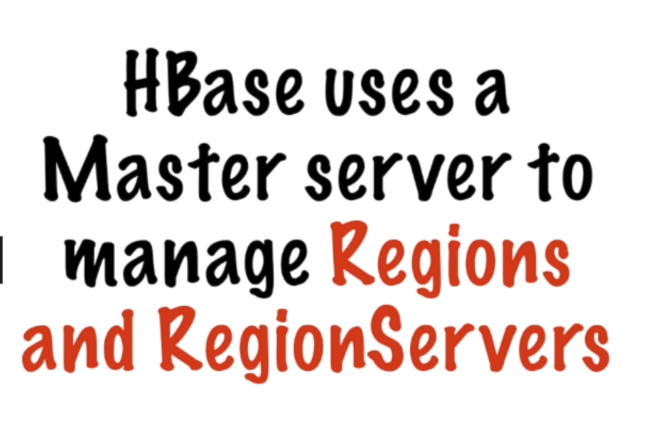 HBase uses a
Master server to
manage Regions
and RegionServers